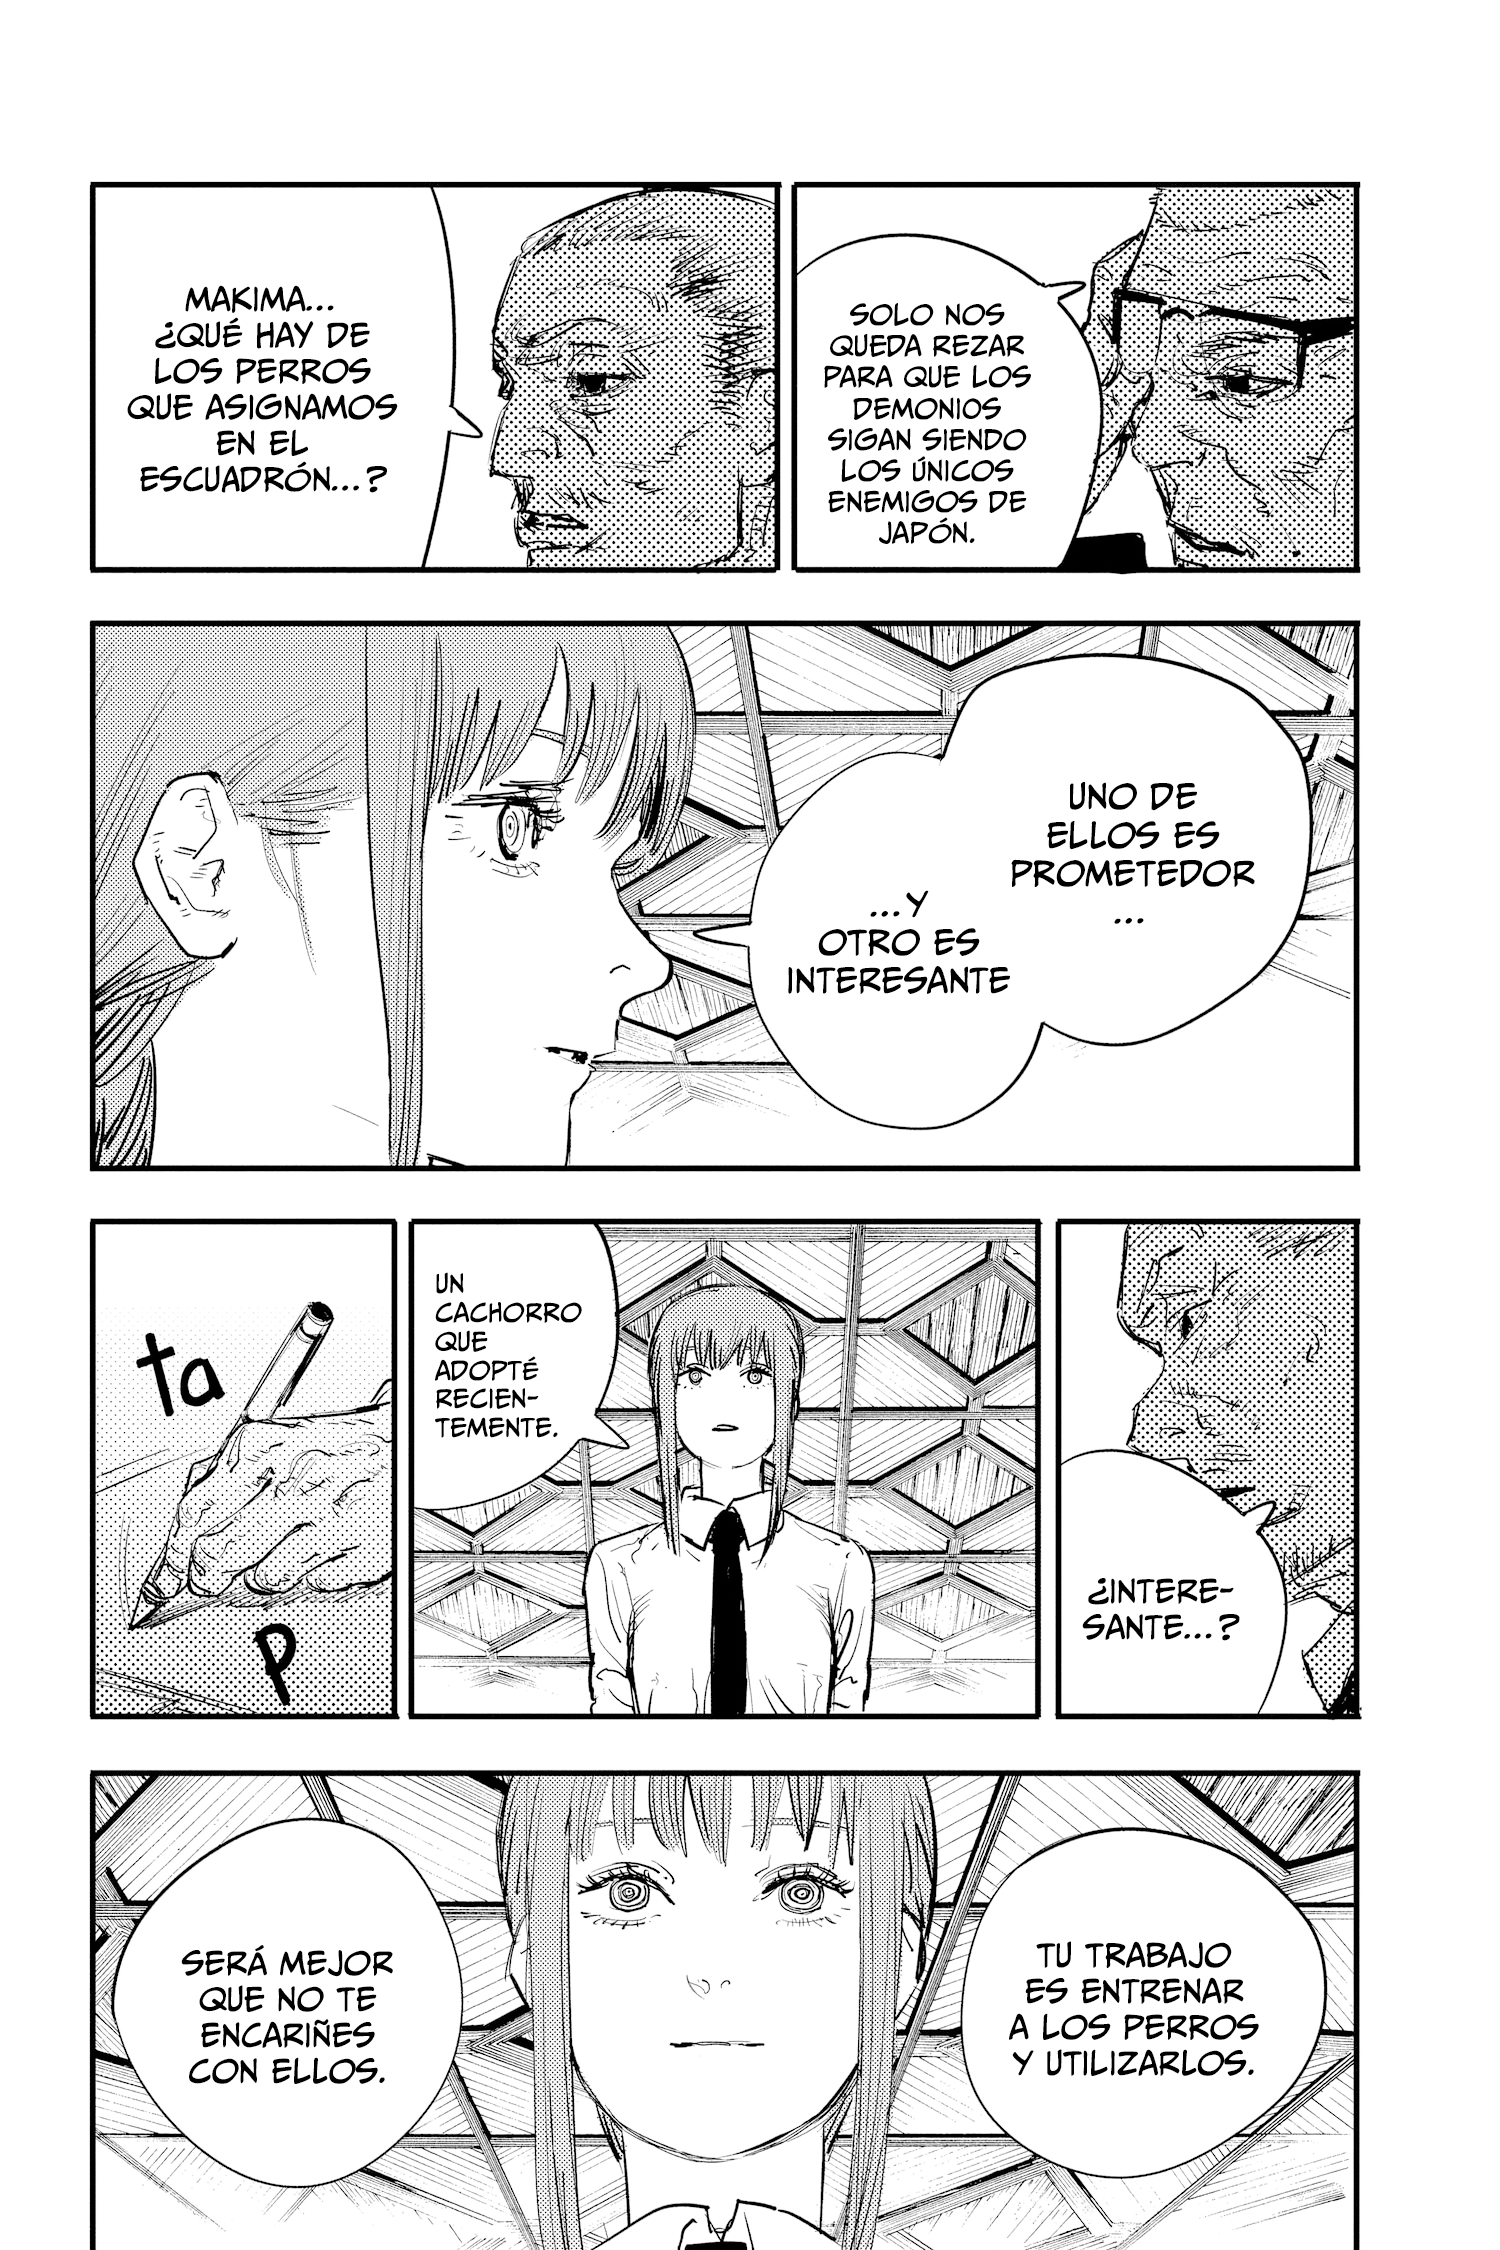 SOLO NOS
QUEDA REZAR
PARA QUE LOS
DEMONIOS
SIGAN SIENDO
LOS ÚNICOS
ENEMIGOS DE
JAPÓN.
MAKIMA...
¿QUÉ HAY DE
LOS PERROS
QUE ASIGNAMOS
EN EL
ESCUADRÓN...?
UNO DE
ELLOS ES
PROMETEDOR
...
...Y
OTRO ES
INTERESANTE
¿INTERE-
SANTE...?
UN
CACHORRO
QUE
ADOPTÉ
RECIEN-
TEMENTE.
ta
P
TU TRABAJO
ES ENTRENAR
A LOS PERROS
Y UTILIZARLOS.
SERÁ MEJOR
QUE NO TE
ENCARIÑES
CON ELLOS.